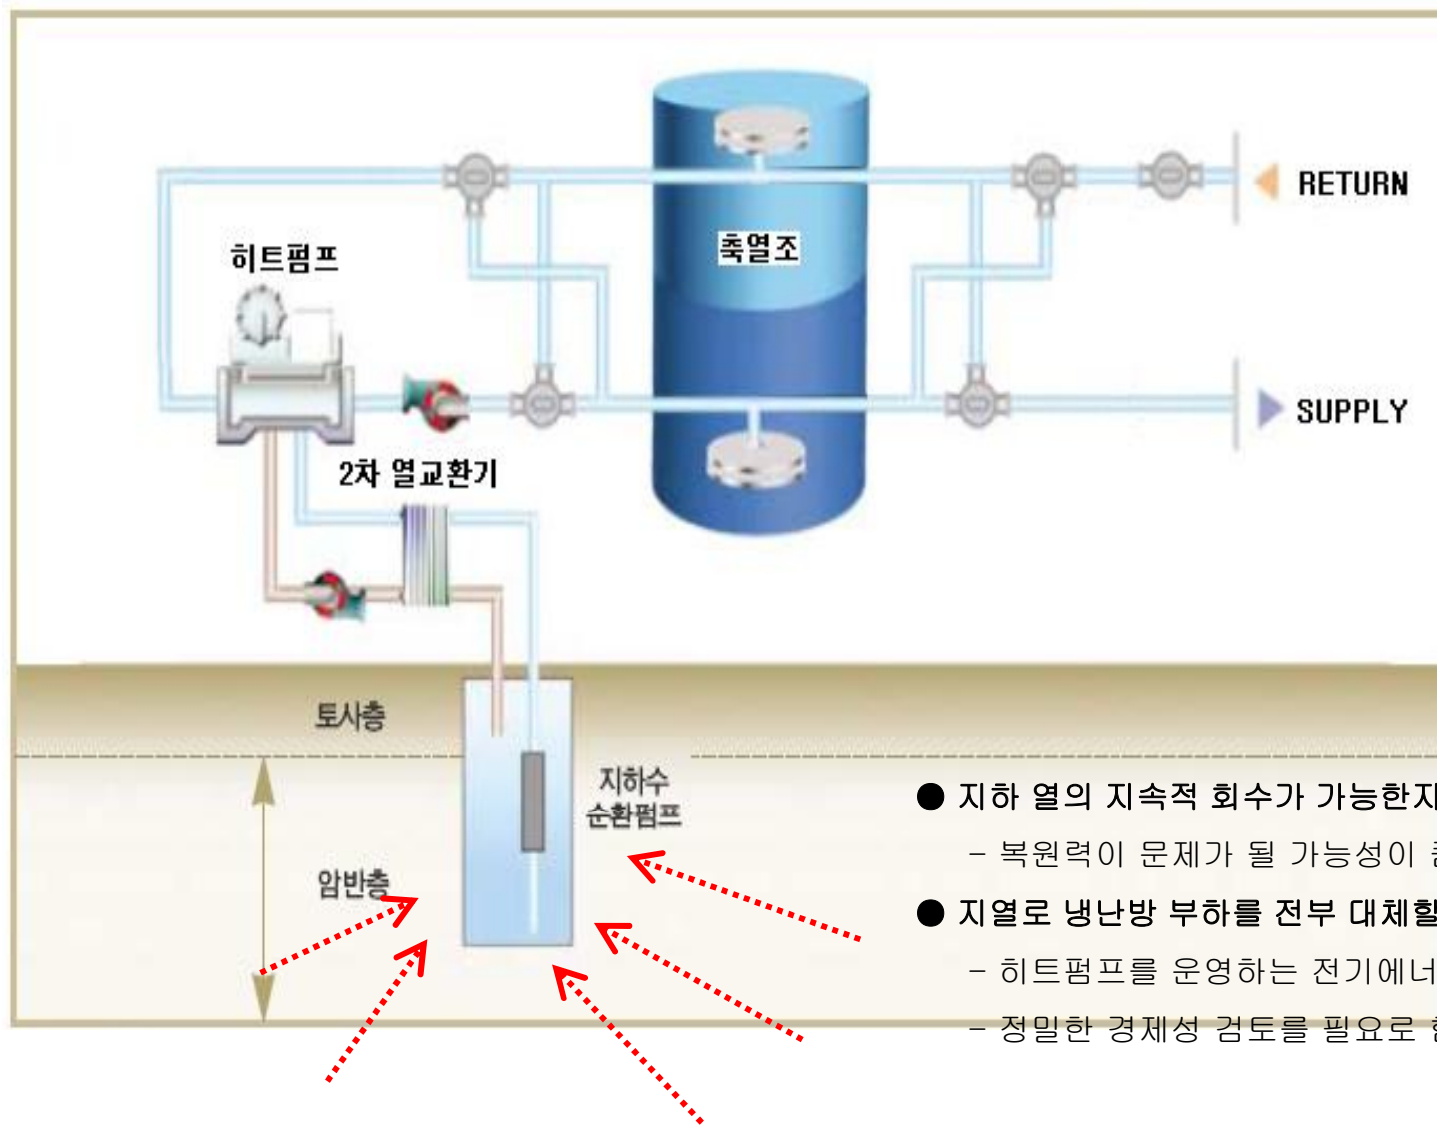 RETURN
히트펌프
축열조
SUPPLY
2차 열교환기
토사층
지하수
순환펌프
암반층
● 지하 열의 지속적 회수가 가능한지
- 복원력이 문제가 될 가능성이
● 지열로 냉난방 부하를 전부 대체할
- 히트펌프를 운영하는 전기에너
- 정밀한 경제성 검토를 필요로